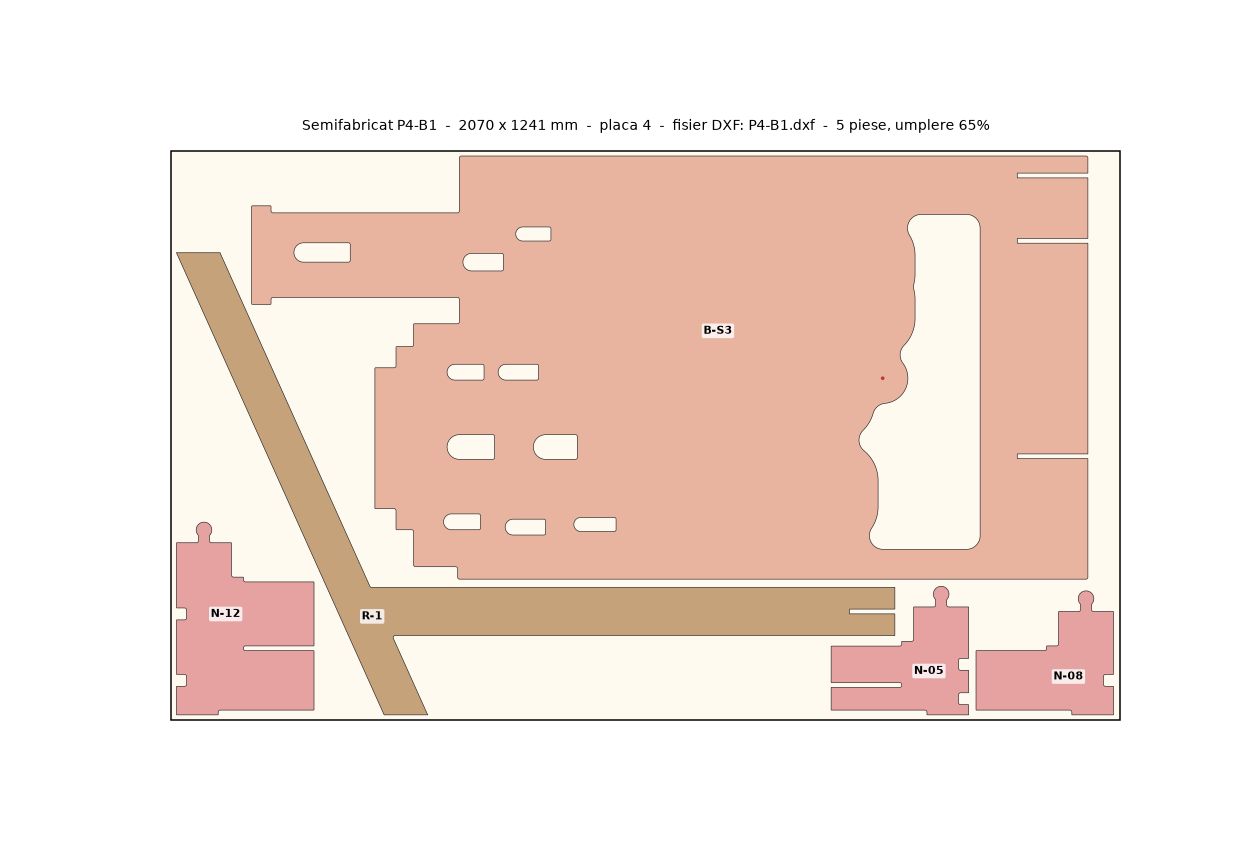 Semifabricat P4-B1 - 2070 x 1241 mm - placa 4 - fisier DXF: P4-B1.dxf - 5 piese, umplere 65%
B-S3
N-12
R-1
N-05
N-08